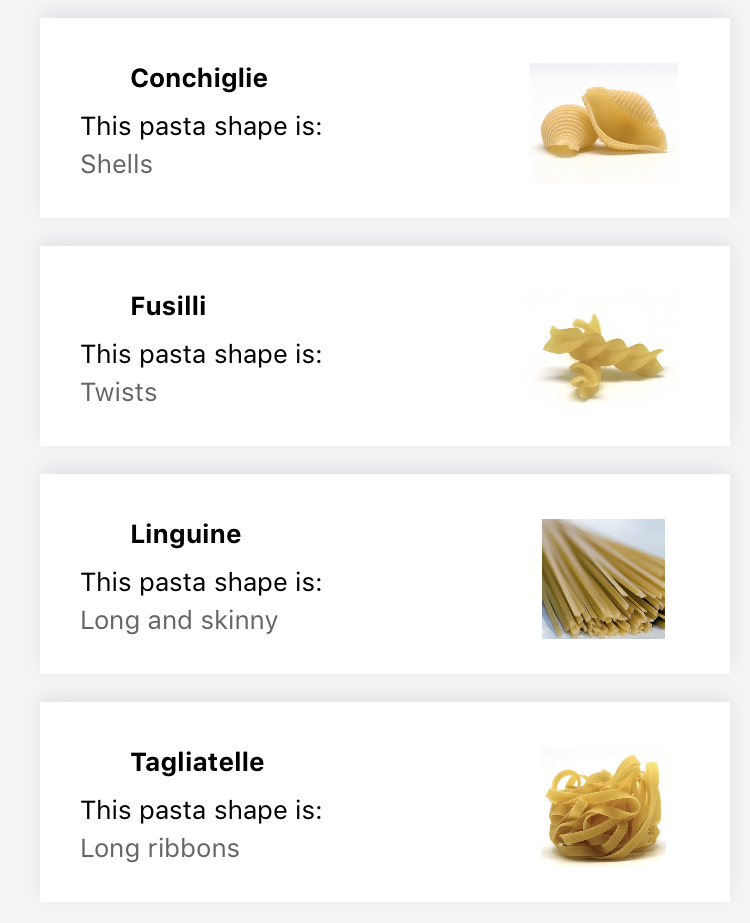 Conchiglie
This pasta shape is:
Shells
Fusilli
This pasta shape is:
Twists
Linguine
This pasta shape is:
Long and skinny
Tagliatelle
This pasta shape is:
Long ribbons